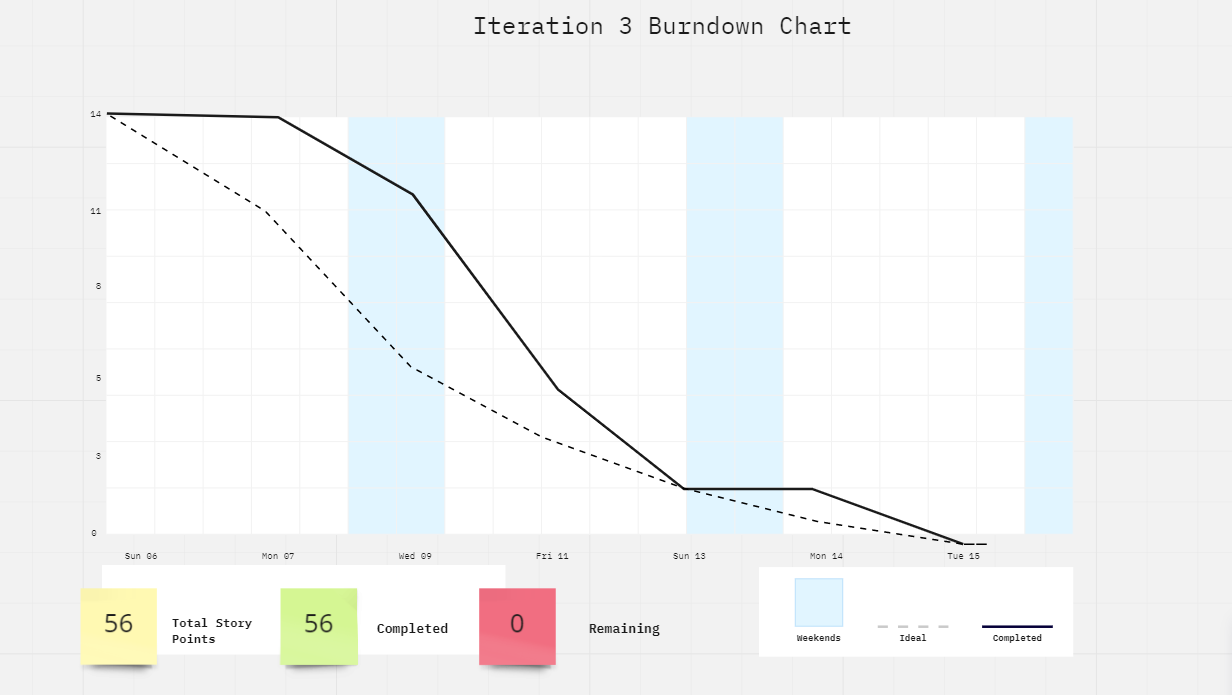 Iteration 3 Burndown Chart
14
11
8
5
3
0
Sun 06
Mon 07
Wed 09
Fri 11
Sun 13
Mon 14
Tue 15
56
Total Story
Points
56
Completed
0
Remaining
Weekends
Ideal
Completed